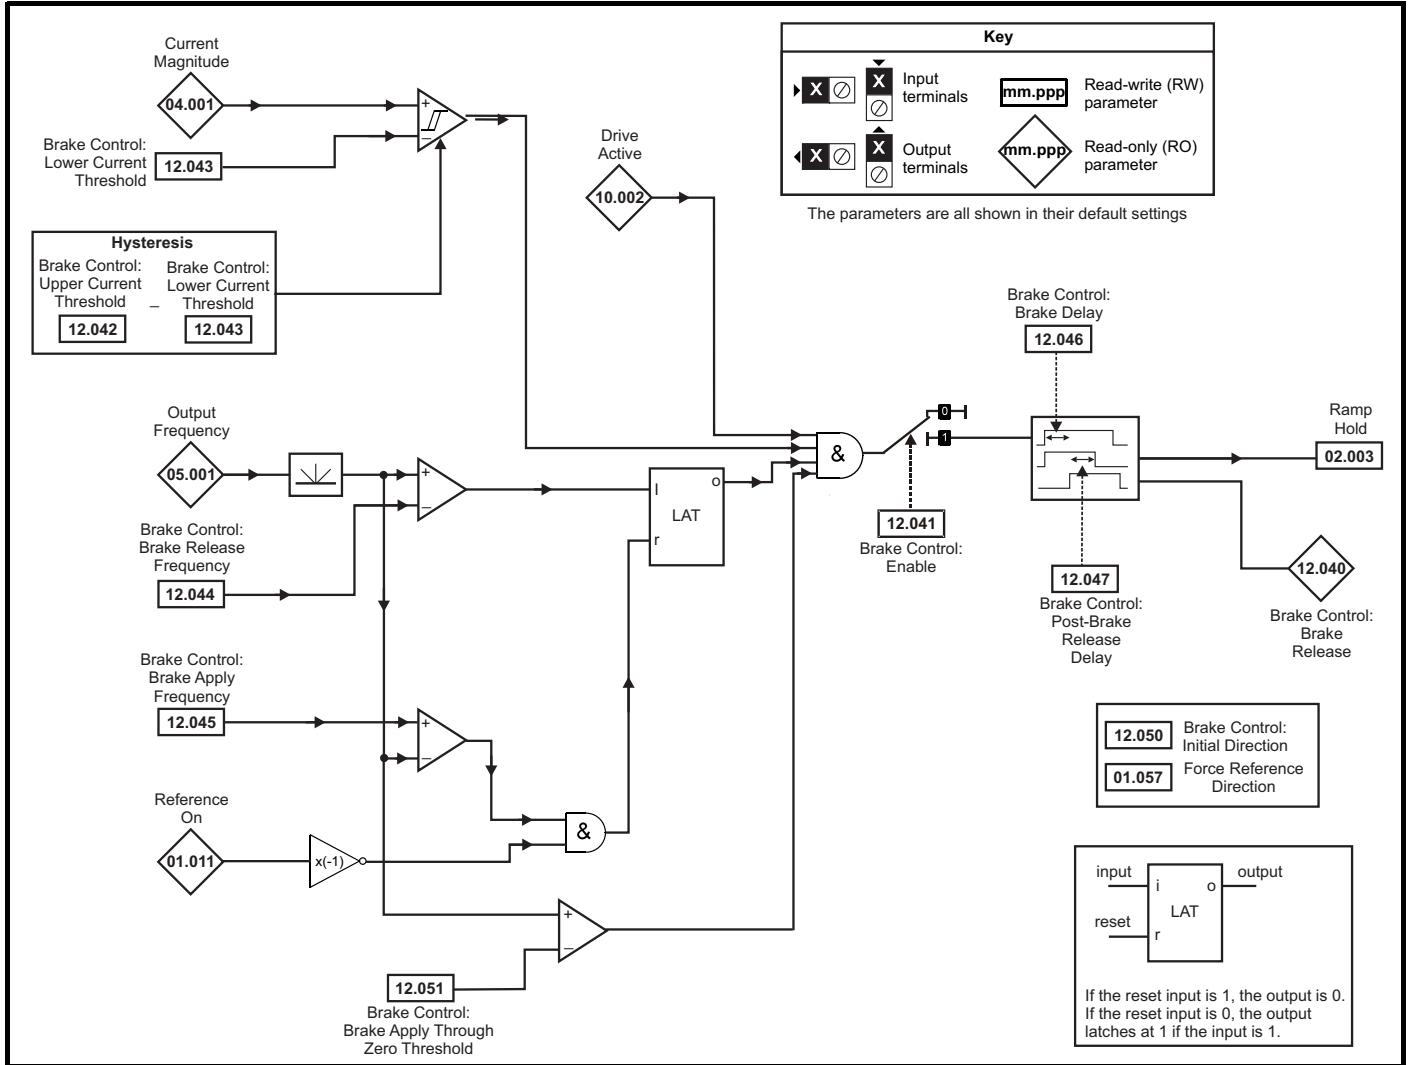 Current
Magnitude
04.001
+
–
Brake Control:
Lower Current
Threshold
12.043
Hysteresis
Brake Control:
Upper Current
Threshold
12.042
–
Brake Control:
Lower Current
Threshold
12.043
Drive
Active
10.002
Key
X
X
Input
terminals
X
X
Output
terminals
mm.ppp
Read-write (RW)
parameter
mm.ppp
Read-only (RO)
parameter
The parameters are all shown in their default settings
Output
Frequency
05.001
+
–
Brake Control:
Brake Release
Frequency
12.044
I
o
LAT
r
&
0
1
12.041
Brake Control:
Enable
Brake Control:
Brake Delay
12.046
12.047
Brake Control:
Post-Brake
Release
Delay
Ramp
Hold
02.003
12.040
Brake Control:
Brake
Release
Brake Control:
Brake Apply
Frequency
12.045
+
–
Reference
On
01.011
x(-1)
&
+
–
12.051
Brake Control:
Brake Apply Through
Zero Threshold
12.050
Brake Control:
Initial Direction
01.057
Force Reference
Direction
input
i
o
output
LAT
reset
r
If the reset input is 1, the output is 0.
If the reset input is 0, the output
latches at 1 if the input is 1.